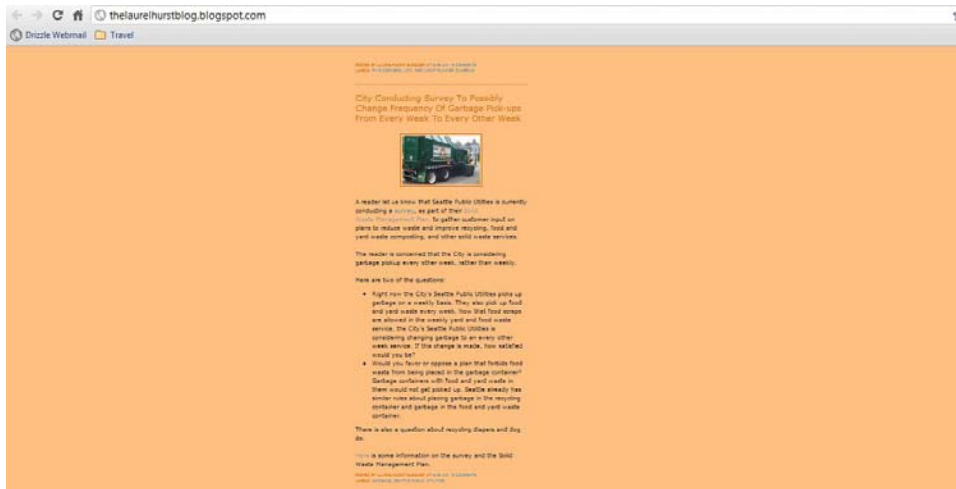 thelaurelhurstblog.blogspot.com
Drizzle Webmail Travel
City Conducting Survey To Possibly
Change Frequency Of Garbage Pick-ups
From Every Week To Every Other Week
A reader let us know that Seattle Public Utilities is currently
conducting a survey, as part of their Solid
Waste Management Plan, to gather customer input on
plans to reduce waste and improve recycling, food and
yard waste composting, and other solid waste services.
The reader is concerned that the City is considering
garbage pickup every other week, rather than weekly.
Here are two of the questions:
Right now the City's Seattle Public Utilities picks up
garbage on a weekly basis. They also pick up food
and yard waste every week. Now that food scraps
are allowed in the weekly yard and food waste
service, the City's Seattle Public Utilities is
considering changing garbage to an every other
week service. If this change is made, how satisfied
would you be?
Would you favor or oppose a plan that forbids food
waste from being placed in the garbage container?
Garbage containers with food and yard waste in
them would not get picked up. Seattle already has
similar rules about placing garbage in the recycling
container and garbage in the food and yard waste
container.
There is also a question about recycling diapers and dog
do.
Here is some information on the survey and the Solid
Waste Management Plan.